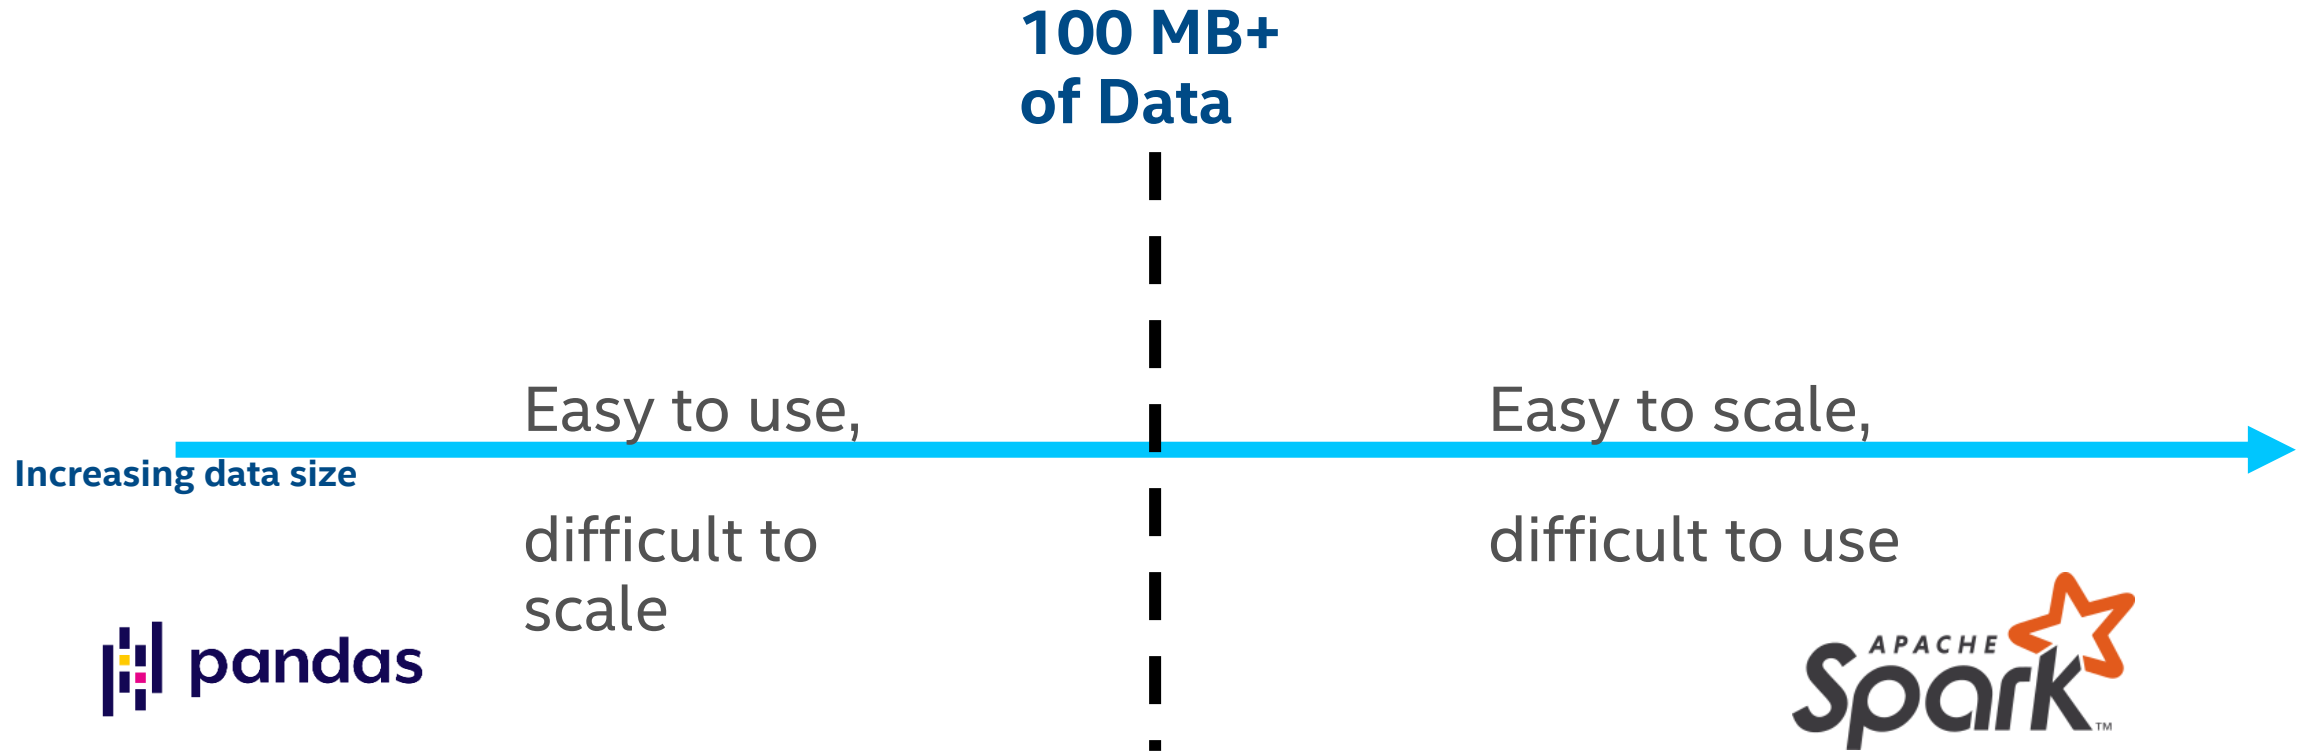 100 MB+
of Data
Easy to use,
difficult to
scale
Easy to scale,
difficult to use
Increasing data size
pandas
APACHE
Spark™